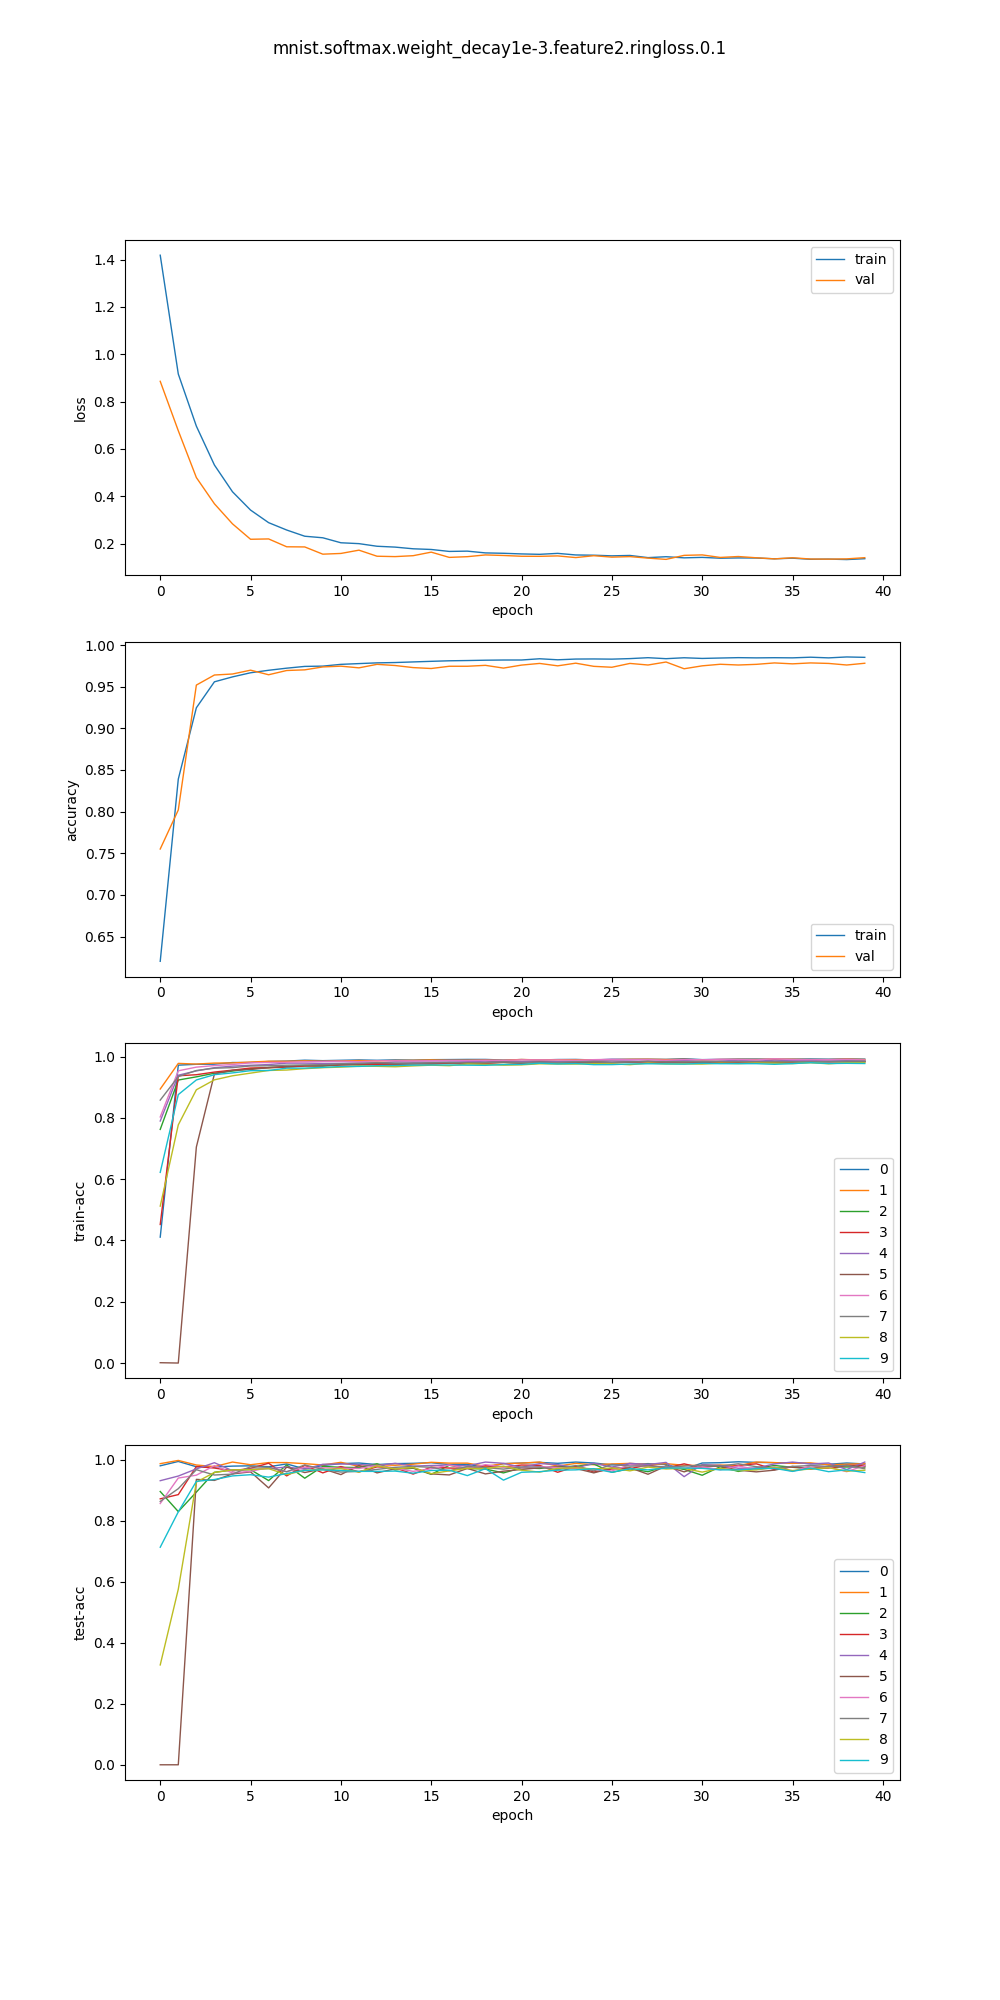 mnist.softmax.weight_decay1e-3.feature2.ringloss.0.1
1.4
1.2
1.0
0.8
0.6
0.4
0.2
loss
train
val
0 5 10 15 20 25 30 35 40
epoch
1.00
0.95
0.90
0.85
0.80
0.75
0.70
0.65
accuracy
train
val
0 5 10 15 20 25 30 35 40
epoch
1.0
0.8
0.6
0.4
0.2
0.0
train-acc
0
1
2
3
4
5
6
7
8
9
0 5 10 15 20 25 30 35 40
epoch
1.0
0.8
0.6
0.4
0.2
0.0
test-acc
0
1
2
3
4
5
6
7
8
9
0 5 10 15 20 25 30 35 40
epoch